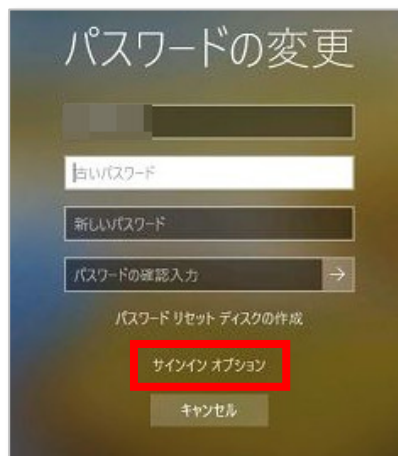 パスワードの変更
古いパスワード
新しいパスワード
パスワードの確認入力
パスワード リセット ディスクの作成
サインイン オプション
キャンセル